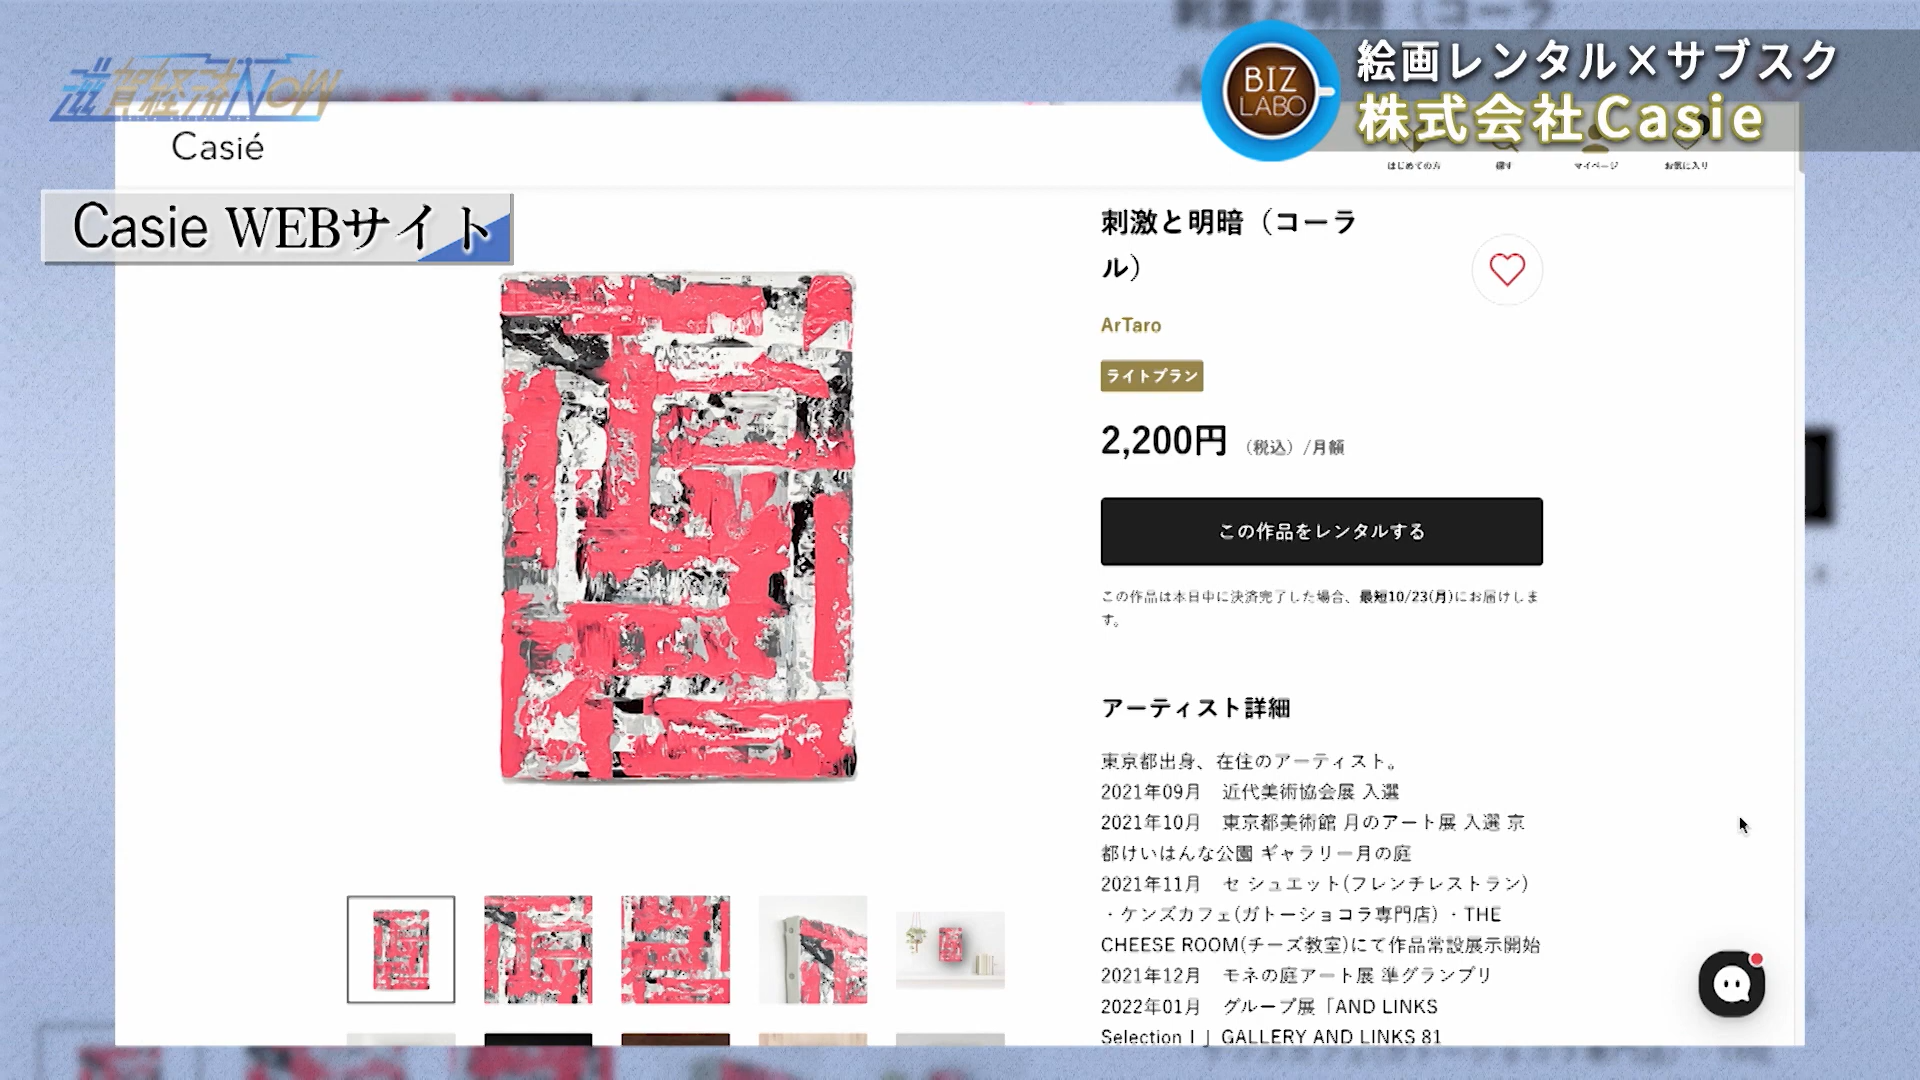 滋賀経済NOW
BIZ
LABO
絵画レンタル×サブスク
株式会社Casie
Casié
はじめての方
探す
マイページ
お気に入り
Casie WEBサイト
刺激と明暗（コーラ
ル）
ArTaro
ライトプラン
2,200円 （税込）/月額
この作品をレンタルする
この作品は本日中に決済完了した場合、最短10/23(月)にお届けしま
す。
アーティスト詳細
東京都出身、在住のアーティスト。
2021年09月　近代美術協会展 入選
2021年10月　東京都美術館 月のアート展 入選 京
都けいはんな公園 ギャラリー月の庭
2021年11月　セ シュエット(フレンチレストラン)
・ケンズカフェ(ガトーショコラ専門店)・THE
CHEESE ROOM(チーズ教室)にて作品常設展示開始
2021年12月　モネの庭アート展 準グランプリ
2022年01月　グループ展「AND LINKS
Selection Ⅰ」GALLERY AND LINKS 81